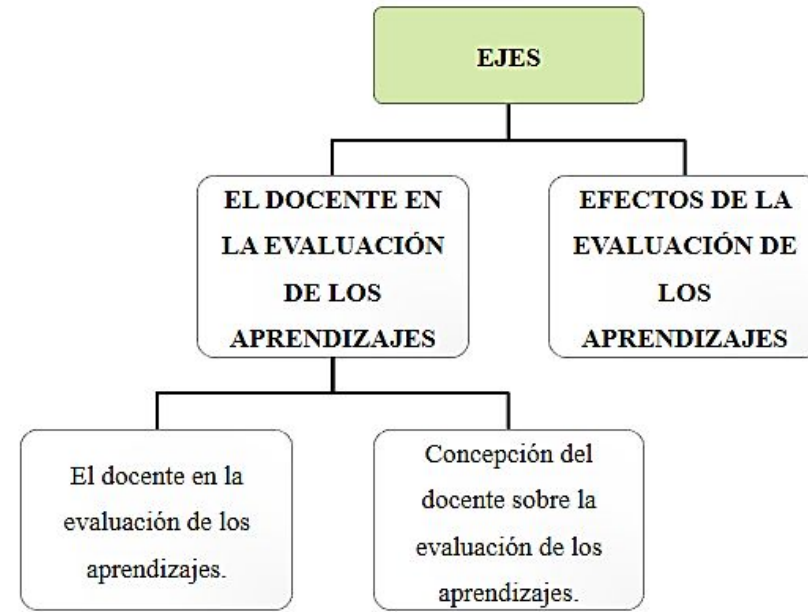 EJES
EL DOCENTE EN
LA EVALUACIÓN
DE LOS
APRENDIZAJES
EFECTOS DE LA
EVALUACIÓN DE
LOS
APRENDIZAJES
El docente en la
evaluación de los
aprendizajes.
Concepción del
docente sobre la
evaluación de los
aprendizajes.